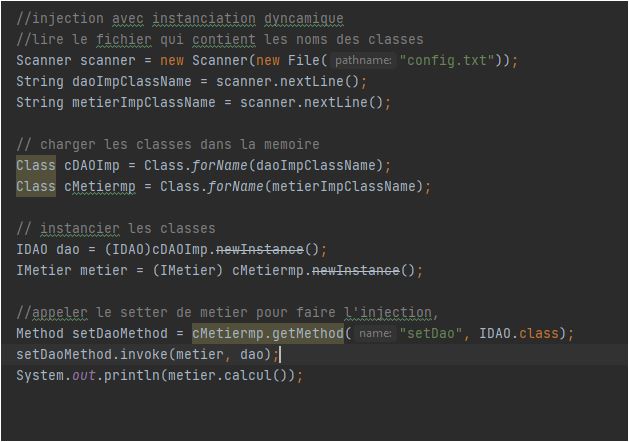 //injection avec instanciation dyncamique
//lire le fichier qui contient les noms des classes
Scanner scanner = new Scanner(new File( pathname: "config.txt"));
String daoImpClassName = scanner.nextLine();
String metierImpClassName = scanner.nextLine();
// charger les classes dans la memoire
Class cDAOImp = Class.forName(daoImpClassName);
Class cMetiermp = Class.forName(metierImpClassName);
// instancier les classes
IDAO dao = (IDAO)cDAOImp.newInstance();
IMetier metier = (IMetier) cMetiermp.newInstance();
//appeler le setter de metier pour faire l'injection,
Method setDaoMethod = cMetiermp.getMethod( name: "setDao", IDAO.class);
setDaoMethod.invoke(metier, dao);
System.out.println(metier.calcul());